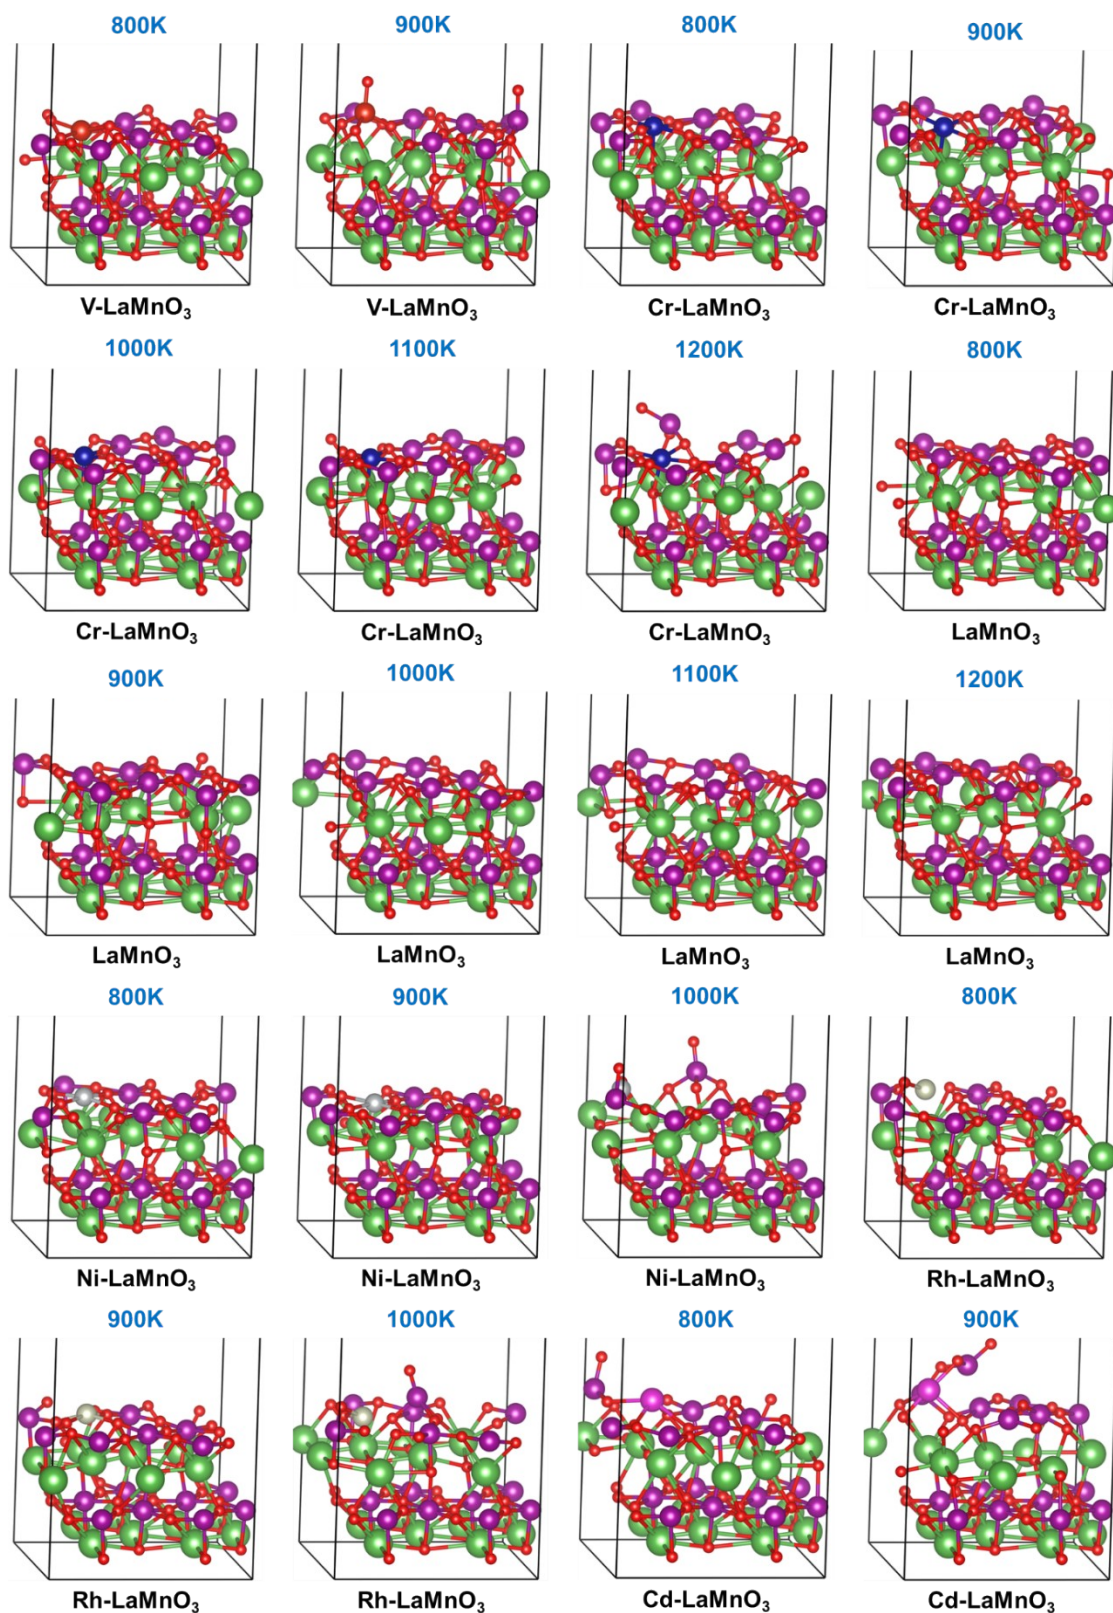 800K 900K 800K 900K
V-LaMnO₃ V-LaMnO₃ Cr-LaMnO₃ Cr-LaMnO₃
1000K 1100K 1200K 800K
Cr-LaMnO₃ Cr-LaMnO₃ Cr-LaMnO₃ LaMnO₃
900K 1000K 1100K 1200K
LaMnO₃ LaMnO₃ LaMnO₃ LaMnO₃
800K 900K 1000K 800K
Ni-LaMnO₃ Ni-LaMnO₃ Ni-LaMnO₃ Rh-LaMnO₃
900K 1000K 800K 900K
Rh-LaMnO₃ Rh-LaMnO₃ Cd-LaMnO₃ Cd-LaMnO₃